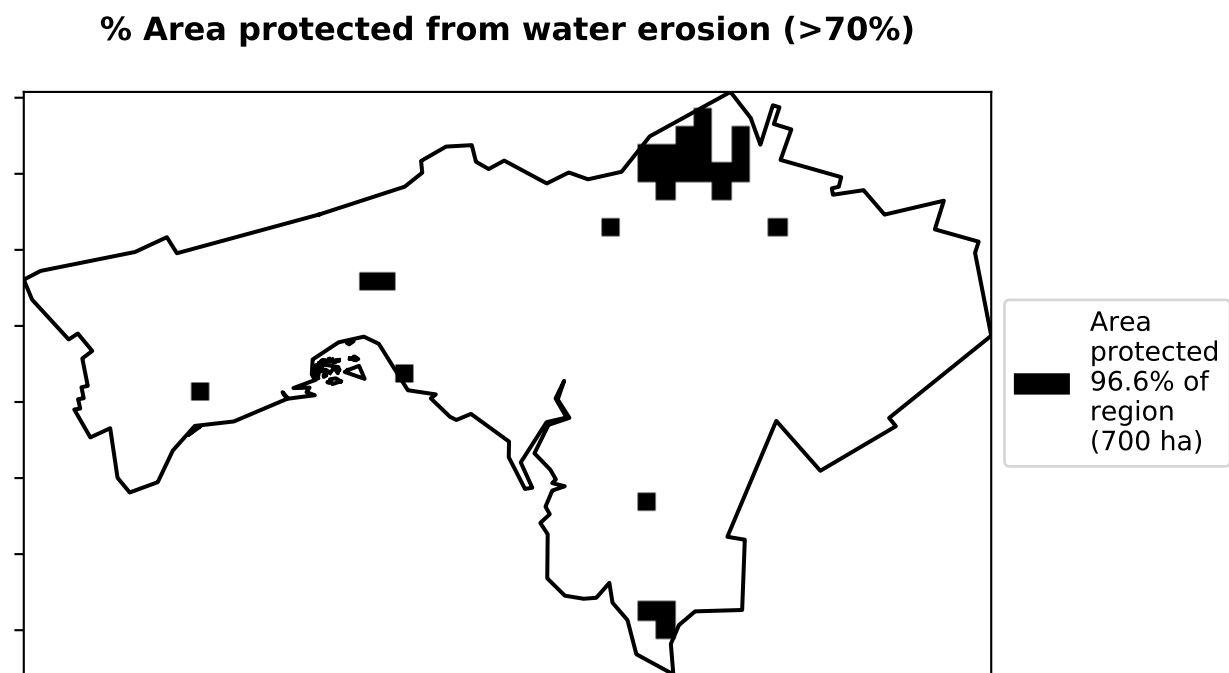 % Area protected from water erosion (>70%)
Area
protected
96.6% of
region
(700 ha)